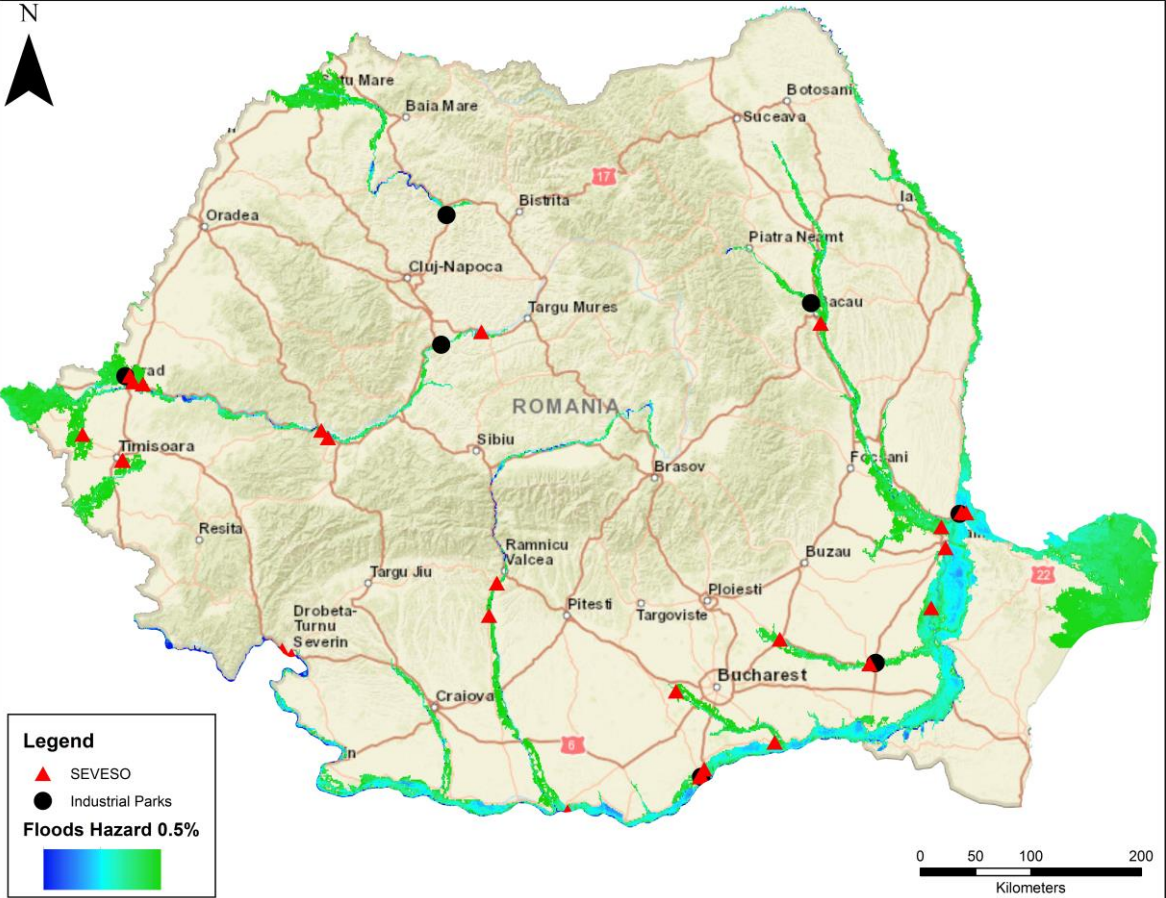 N
tu Mare
Baia Mare
Botosani
Suceava
17
Bistrita
Oradea
Ia
Piatra Neamt
Cluj-Napoca
Bacau
Targu Mures
rad
ROMANIA
Timisoara
Sibiu
Brasov
Focsani
Resita
Ramnicu
Valcea
Buzau
22
Targu Jiu
Ploiesti
Pitesti
Targoviste
Drobeta-
Turnu
Severin
Bucharest
Craiova
6
n
Legend
SEVESO
Industrial Parks
Floods Hazard 0.5%
0 50 100 200
Kilometers